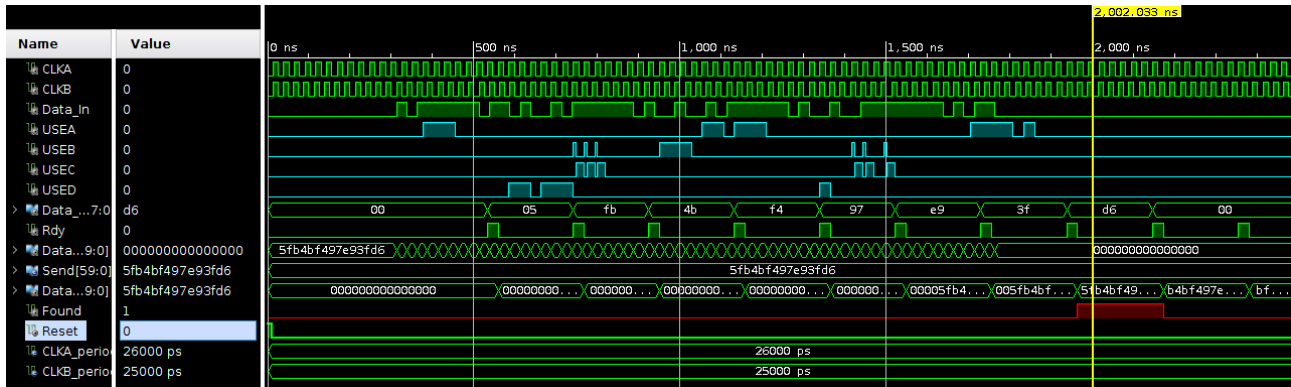 2,002.033 ns
Name Value 0 ns 500 ns 1,000 ns 1,500 ns 2,000 ns
CLKA 0
CLKB 0
Data_In 0
USEA 0
USEB 0
USEC 0
USED 0
Data_...7:0 d6 00 05 fb 4b f4 97 e9 3f d6 00
Rdy 0
Data...9:0] 000000000000000 5fb4bf497e93fd6 000000000000000
Send[59:0] 5fb4bf497e93fd6 5fb4bf497e93fd6
Data...9:0] 5fb4bf497e93fd6 000000000000000 00000000... 000000... 00000000... 00000000... 000000... 00005fb4... 005fb4bf... 5fb4bf49... b4bf497e... bf...
Found 1
Reset 0
CLKA_perio 26000 ps 26000 ps
CLKB_perio 25000 ps 25000 ps